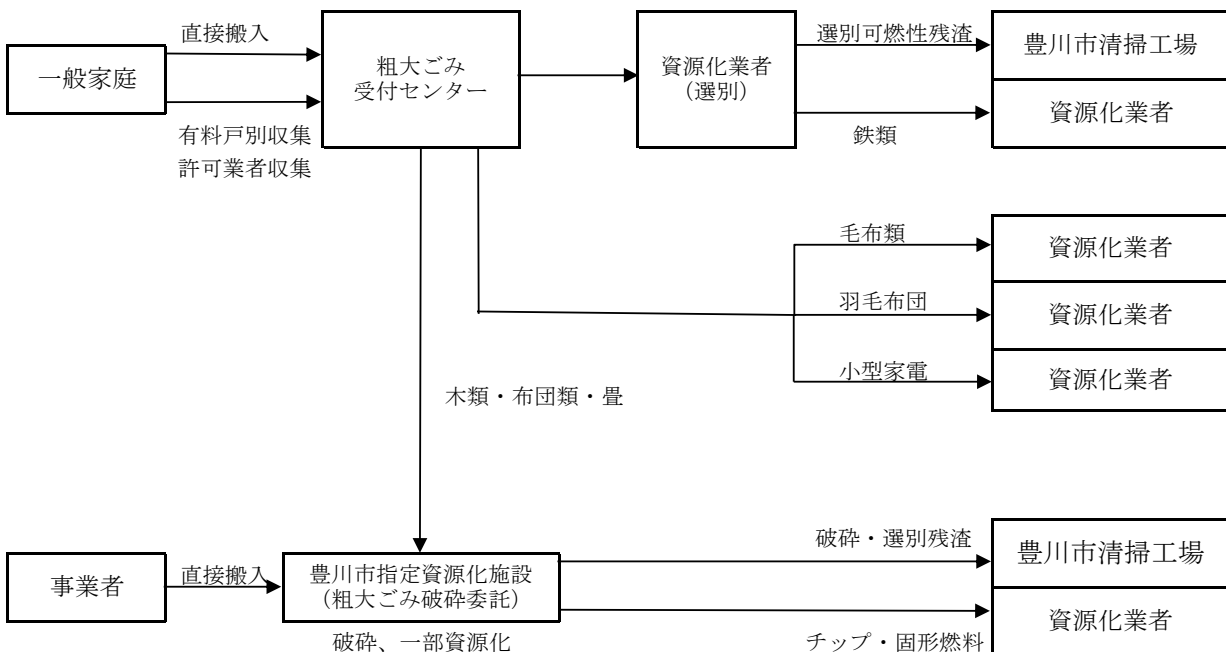 直接搬入
一般家庭
有料戸別収集
許可業者収集
粗大ごみ
受付センター
資源化業者
(選別)
選別可燃性残渣
豊川市清掃工場
鉄類
資源化業者
毛布類
資源化業者
羽毛布団
資源化業者
小型家電
資源化業者
木類・布団類・畳
事業者
直接搬入
豊川市指定資源化施設
(粗大ごみ破砕委託)
破砕、一部資源化
破砕・選別残渣
豊川市清掃工場
チップ・固形燃料
資源化業者